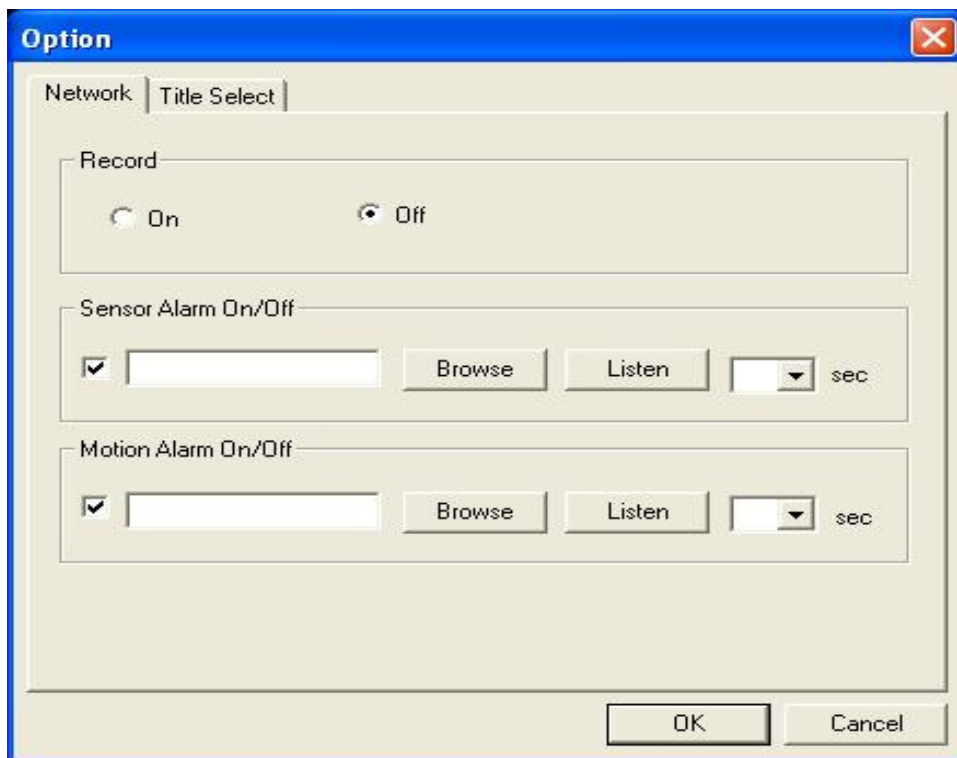 Option
Network Title Select
Record
On Off
Sensor Alarm On/Off
Browse Listen sec
Motion Alarm On/Off
Browse Listen sec
OK Cancel